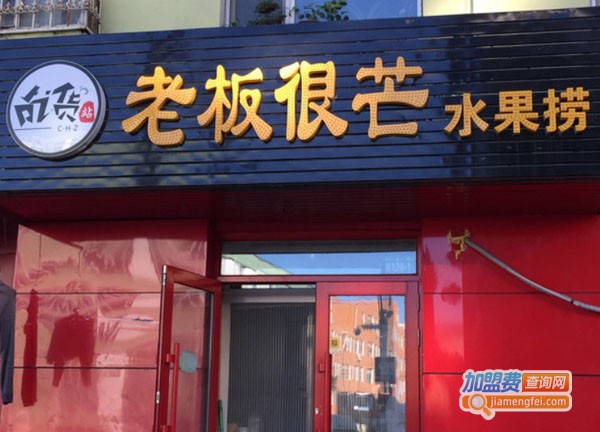 吃货站
C·H·Z
老板很芒 水果捞
加盟费查询网
jiamengfei.com